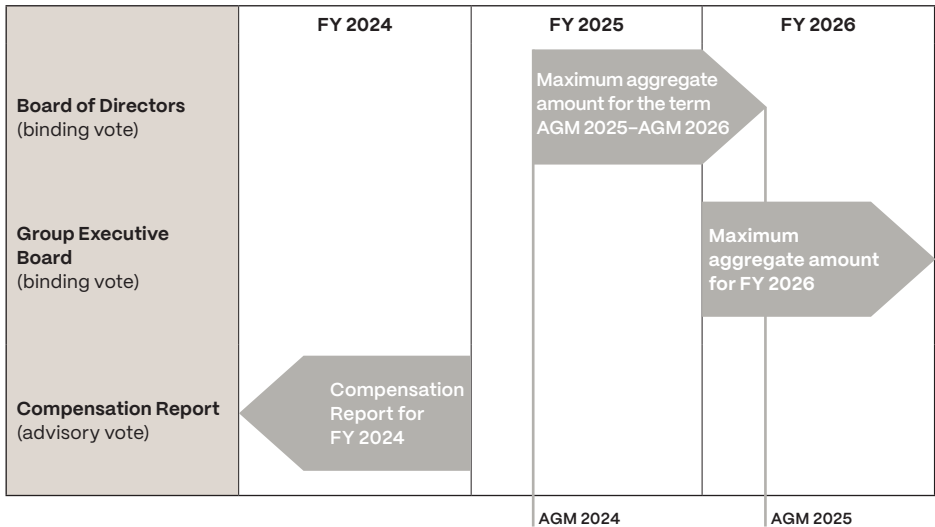 FY 2024
FY 2025
FY 2026
Board of Directors
(binding vote)
Maximum aggregate
amount for the term
AGM 2025–AGM 2026
Group Executive
Board
(binding vote)
Maximum
aggregate amount
for FY 2026
Compensation Report
(advisory vote)
Compensation
Report for
FY 2024
AGM 2024
AGM 2025